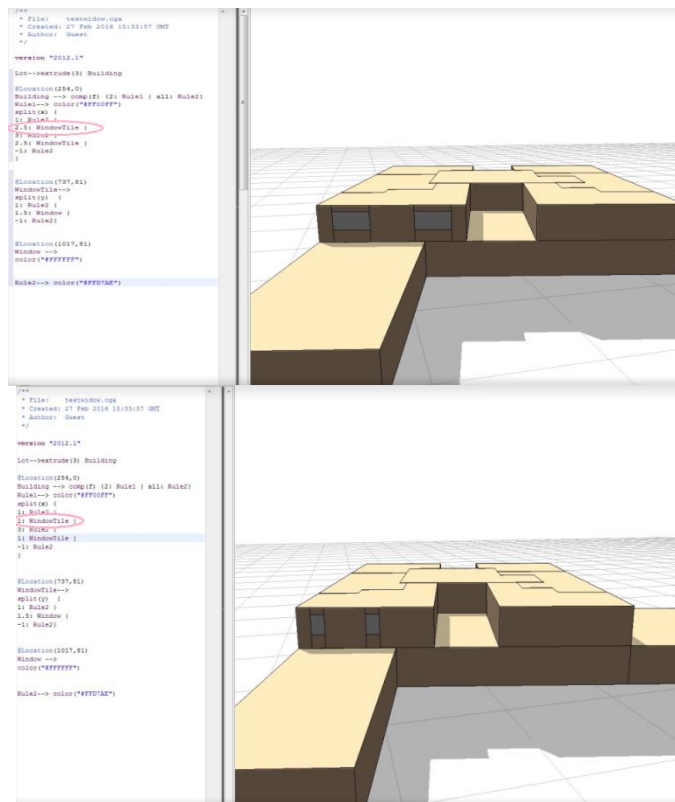 /**
* File: testwidow.cga
* Created: 27 Feb 2016 15:33:57 GMT
* Author: Guest
*/
version "2012.1"
Lot-->extrude(3) Building
@Location(254,0)
Building --> comp(f) {2: Rule1 | all: Rule2}
Rule1--> color("#FF00FF")
split(x) {
1: Rule2 |
2.5: WindowTile |
3: Rule2 |
2.5: WindowTile |
-1: Rule2
}
@Location(737,81)
WindowTile-->
split(y) {
1: Rule2 |
1.5: Window |
-1: Rule2}
@Location(1017,81)
Window -->
color("#FFFFFF")
Rule2--> color("#FFD7AE")
/**
* File: testwidow.cga
* Created: 27 Feb 2016 15:33:57 GMT
* Author: Guest
*/
version "2012.1"
Lot-->extrude(3) Building
@Location(254,0)
Building --> comp(f) {2: Rule1 | all: Rule2}
Rule1--> color("#FF00FF")
split(x) {
1: Rule2 |
1: WindowTile |
3: Rule2 |
1: WindowTile |
-1: Rule2
}
@Location(737,81)
WindowTile-->
split(y) {
1: Rule2 |
1.5: Window |
-1: Rule2}
@Location(1017,81)
Window -->
color("#FFFFFF")
Rule2--> color("#FFD7AE")